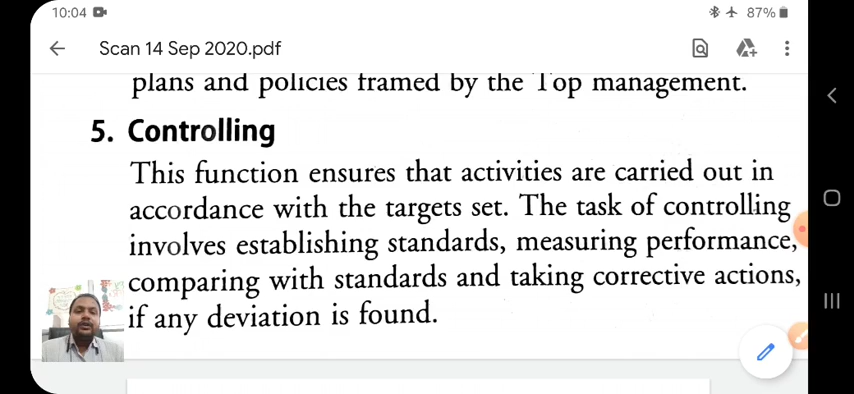 10:04
87%
Scan 14 Sep 2020.pdf
plans and policies framed by the Top management.
5. Controlling
This function ensures that activities are carried out in
accordance with the targets set. The task of controlling
involves establishing standards, measuring performance,
comparing with standards and taking corrective actions,
if any deviation is found.